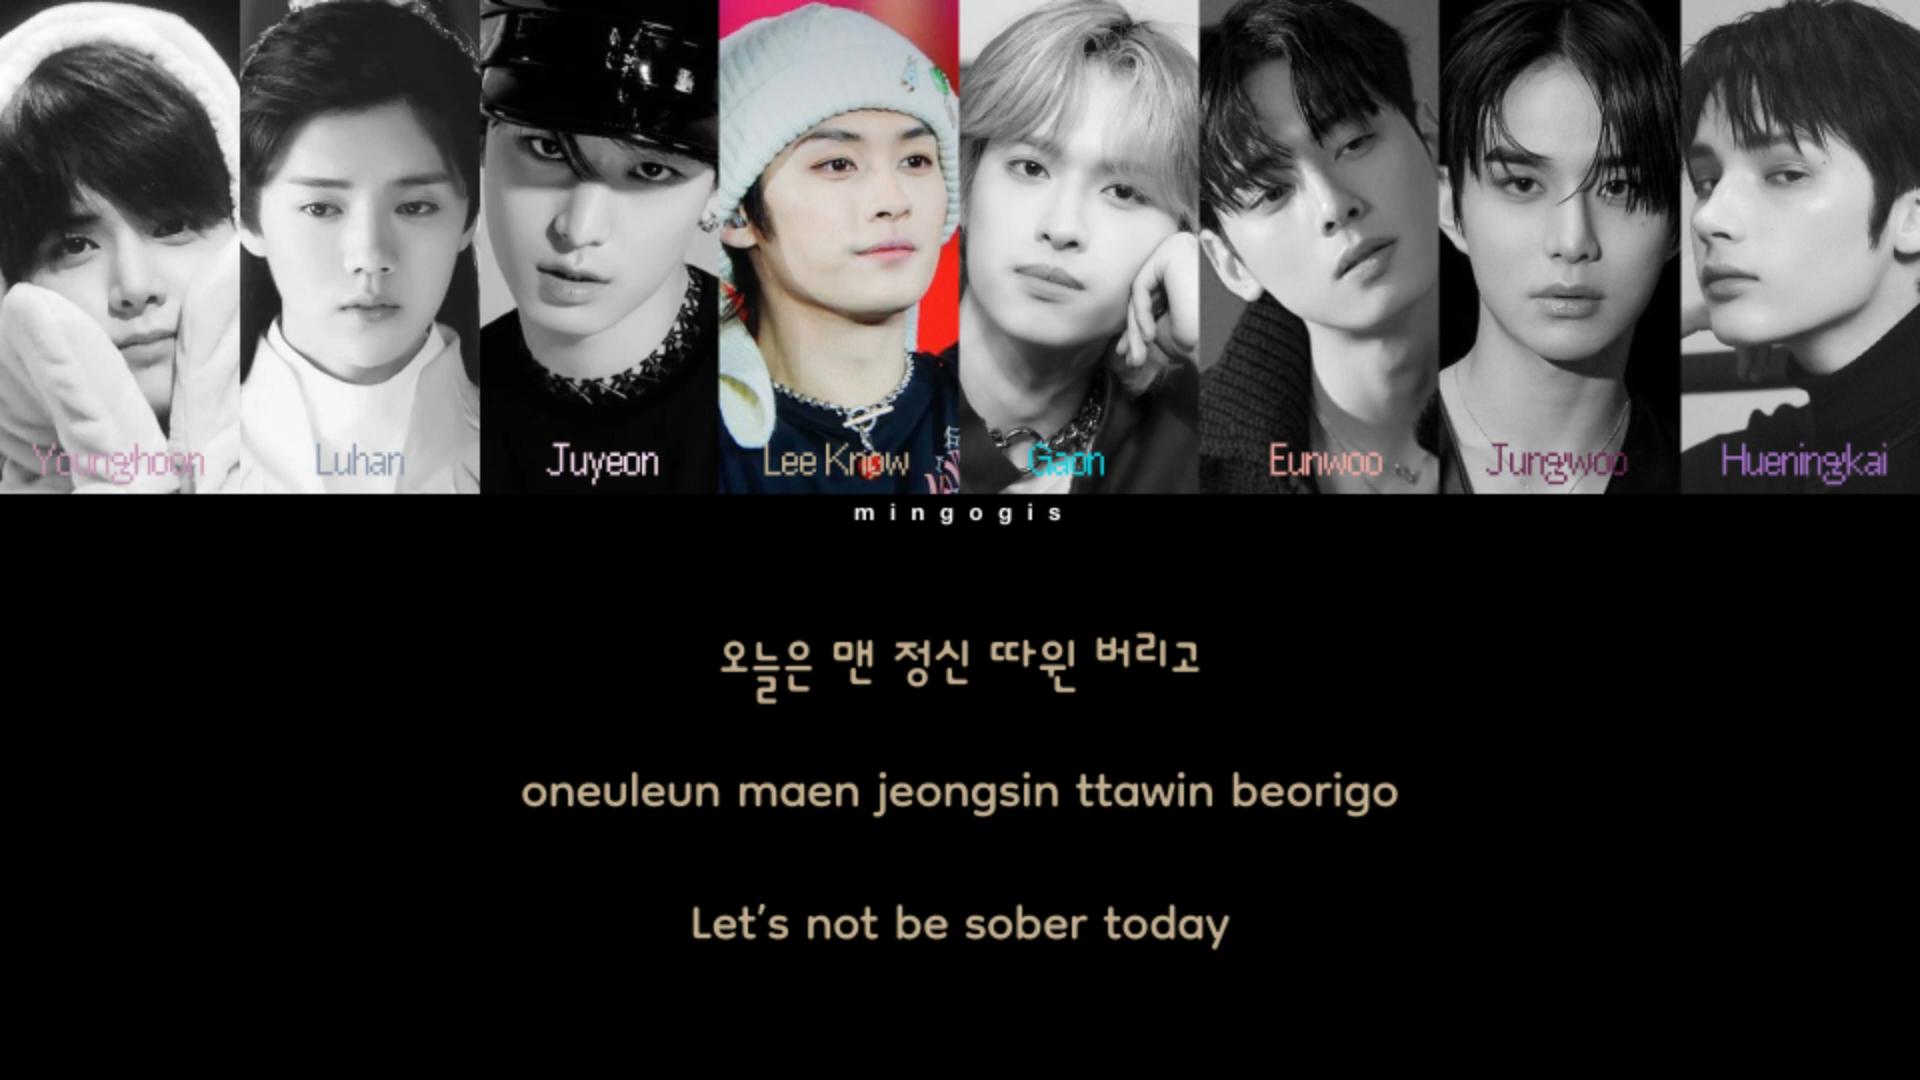 Younghoon Luhan Juyeon Lee Know Gaon Eunwoo Jungwoo Hueningkai
mingogis
오늘은 맨 정신 따윈 버리고
oneuleun maen jeongsin ttawin beorigo
Let's not be sober today